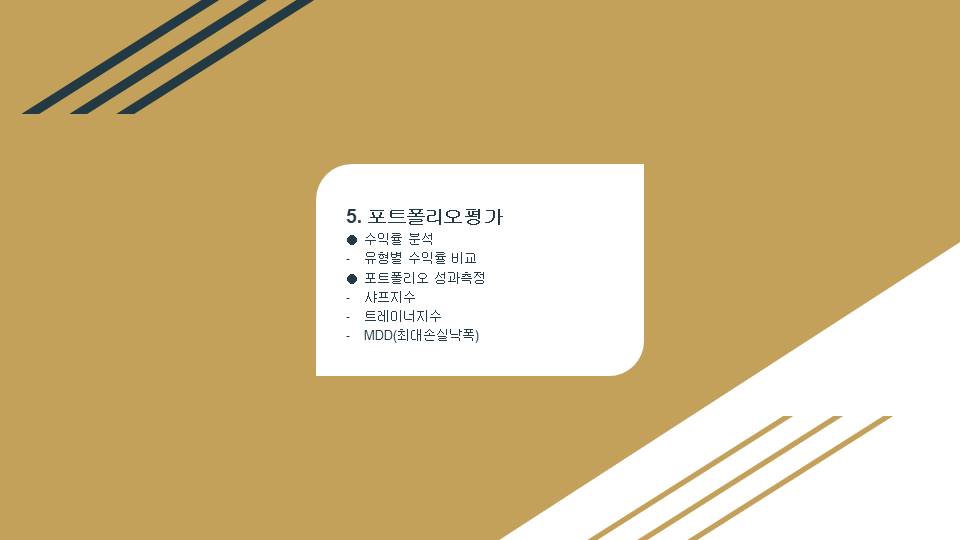 5. 포트폴리오평가
● 수익률 분석
- 유형별 수익률 비교
● 포트폴리오 성과측정
- 샤프지수
- 트레이너지수
- MDD(최대손실낙폭)